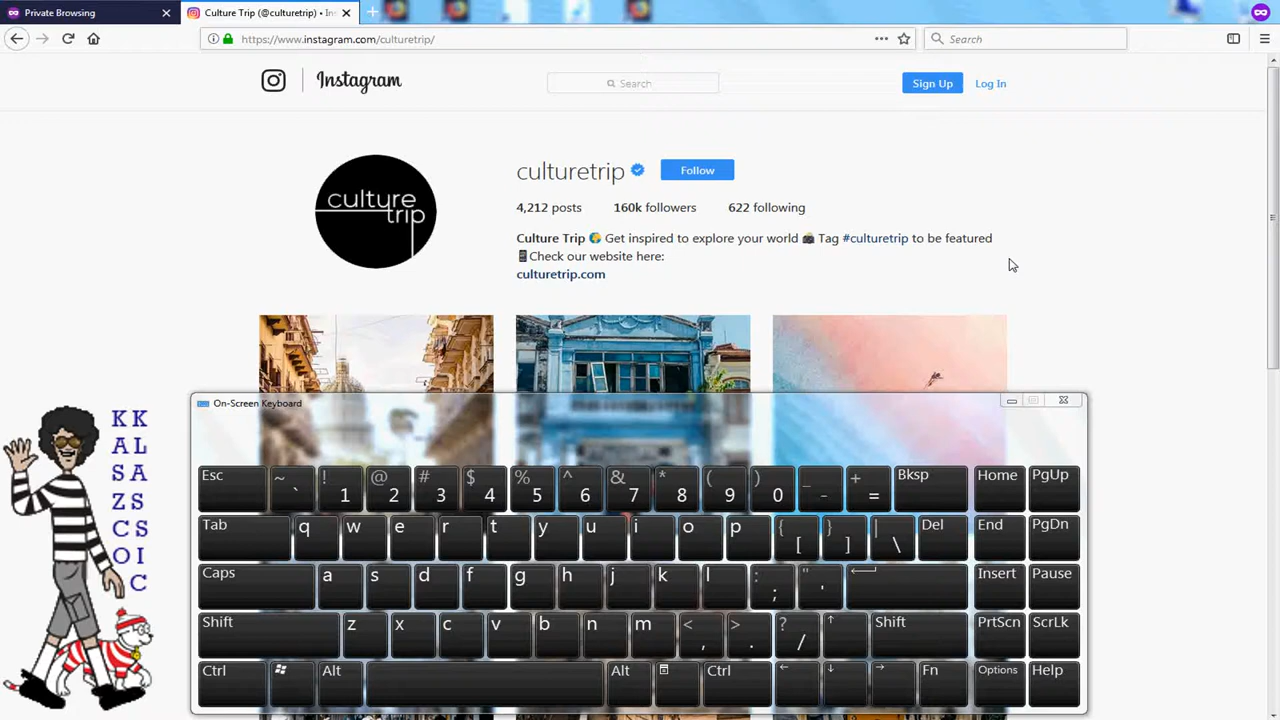 Private Browsing
Culture Trip (@culturetrip) • Ins
https://www.instagram.com/culturetrip/
Search
Instagram
Search
Sign Up
Log In
culture
trip
culturetrip
Follow
4,212 posts 160k followers 622 following
Culture Trip 🌍 Get inspired to explore your world 📷 Tag #culturetrip to be featured
📱Check our website here:
culturetrip.com
On-Screen Keyboard
Esc ~ ` ! 1 @ 2 # 3 $ 4 % 5 ^ 6 & 7 * 8 ( 9 ) 0 _ - + = Bksp Home PgUp
Tab q w e r t y u i o p { [ } ] | \ Del End PgDn
Caps a s d f g h j k l : ; " ' Insert Pause
Shift z x c v b n m < , > . ? / ↑ Shift PrtScn ScrLk
Ctrl Alt Alt Ctrl ← ↓ → Fn Options Help
K K
A L
S A
Z S
C S
O I
C